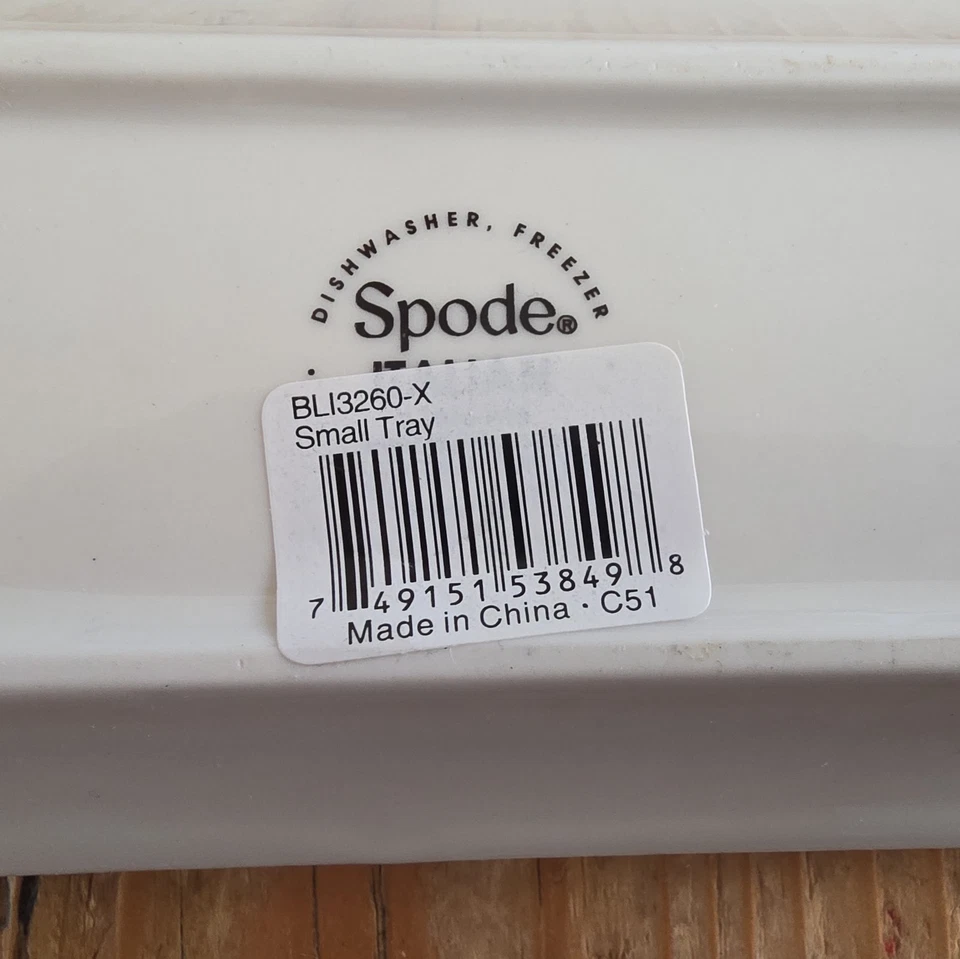 DISHWASHER, FREEZER
Spode®
BLI3260-X
Small Tray
7 49151 53849 8
Made in China · C51